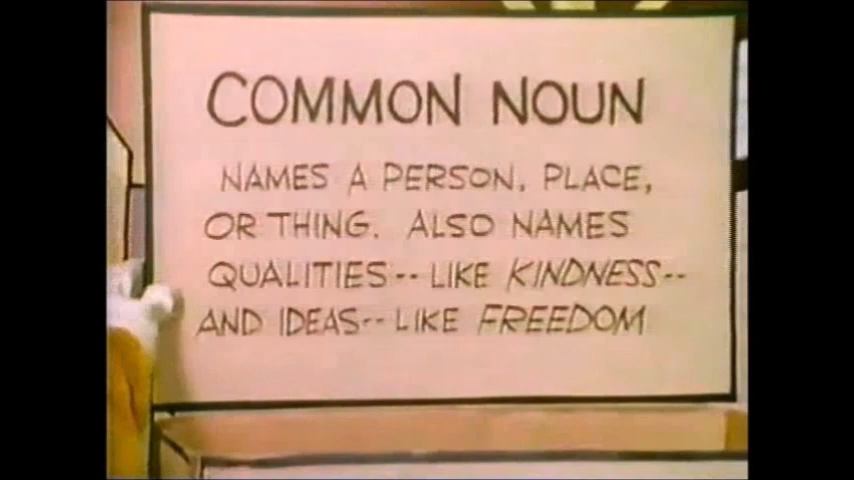 COMMON NOUN
NAMES A PERSON, PLACE,
OR THING. ALSO NAMES
QUALITIES--LIKE KINDNESS--
AND IDEAS--LIKE FREEDOM